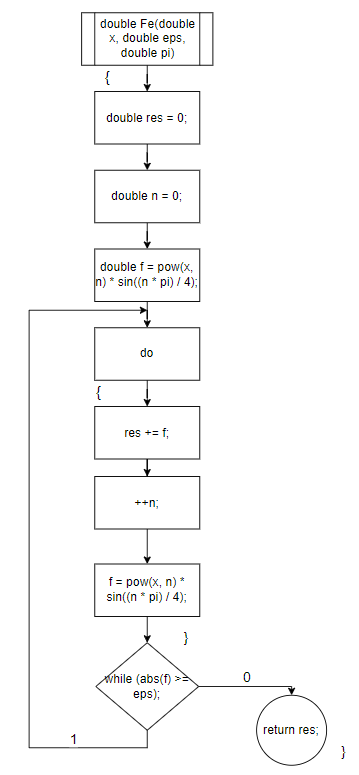 double Fe(double
x, double eps,
double pi)
{
double res = 0;
double n = 0;
double f = pow(x,
n) * sin((n * pi) / 4);
do
{
res += f;
++n;
f = pow(x, n) *
sin((n * pi) / 4);
}
while (abs(f) >=
eps);
0
return res;
1
}